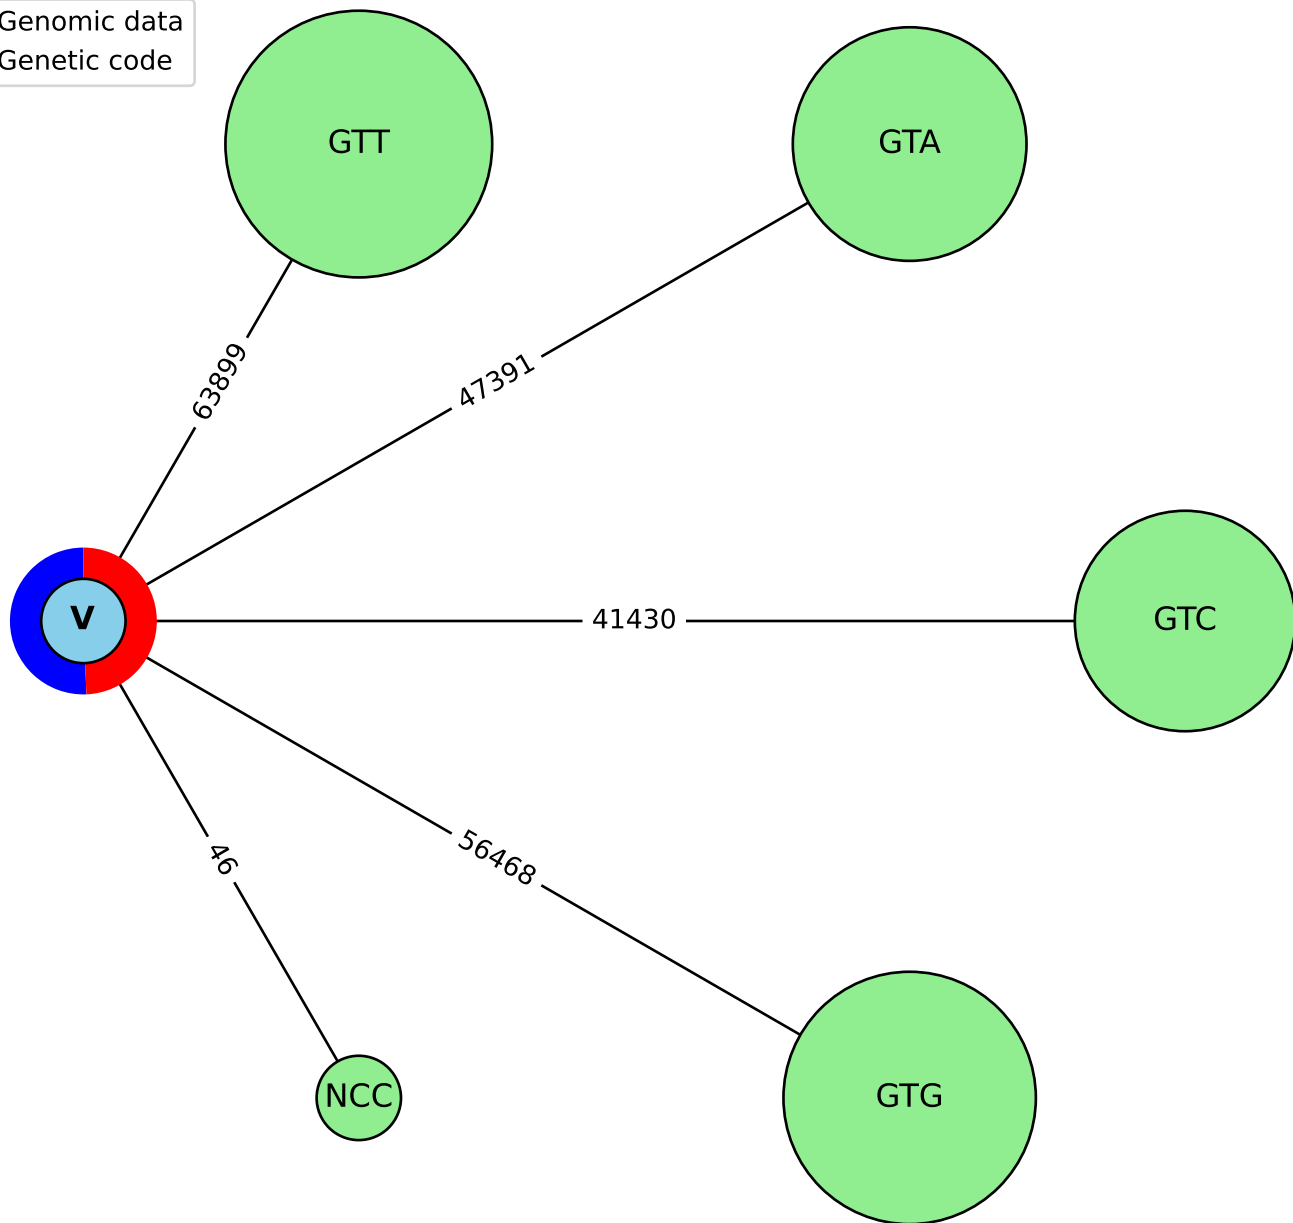 Genomic data
Genetic code
GTT
GTA
63899
47391
V
41430
GTC
46
56468
NCC
GTG